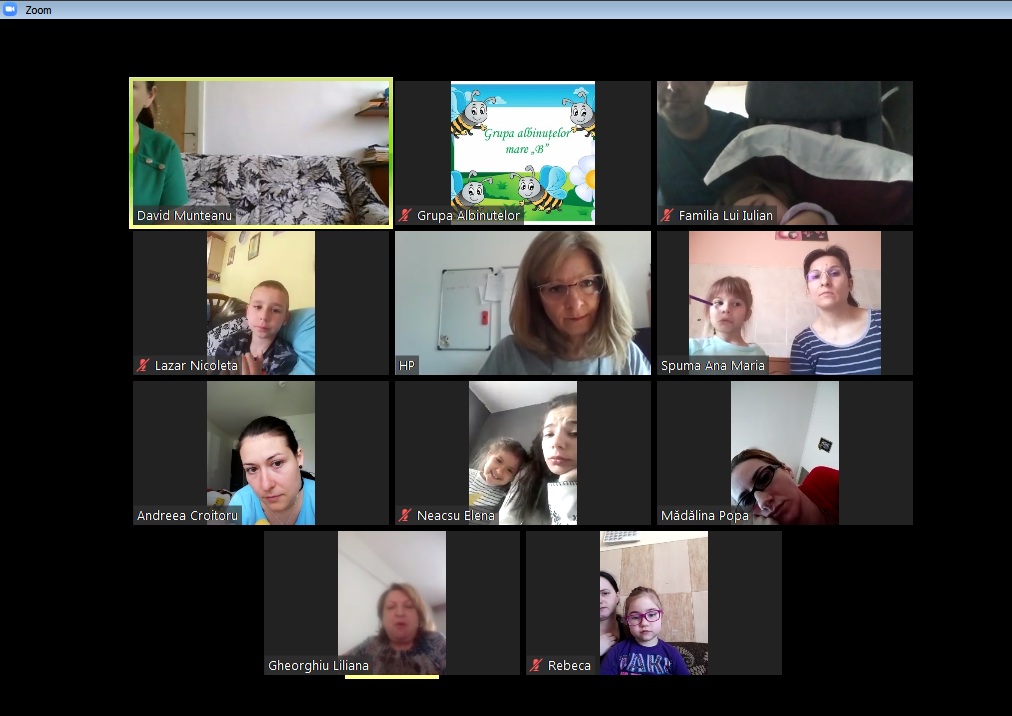 Zoom
David Munteanu
Grupa albinuțelor
mare „B”
Grupa Albinutelor
Familia Lui Iulian
Lazar Nicoleta
HP
Spuma Ana Maria
Andreea Croitoru
Neacsu Elena
Mădălina Popa
Gheorghiu Liliana
Rebeca